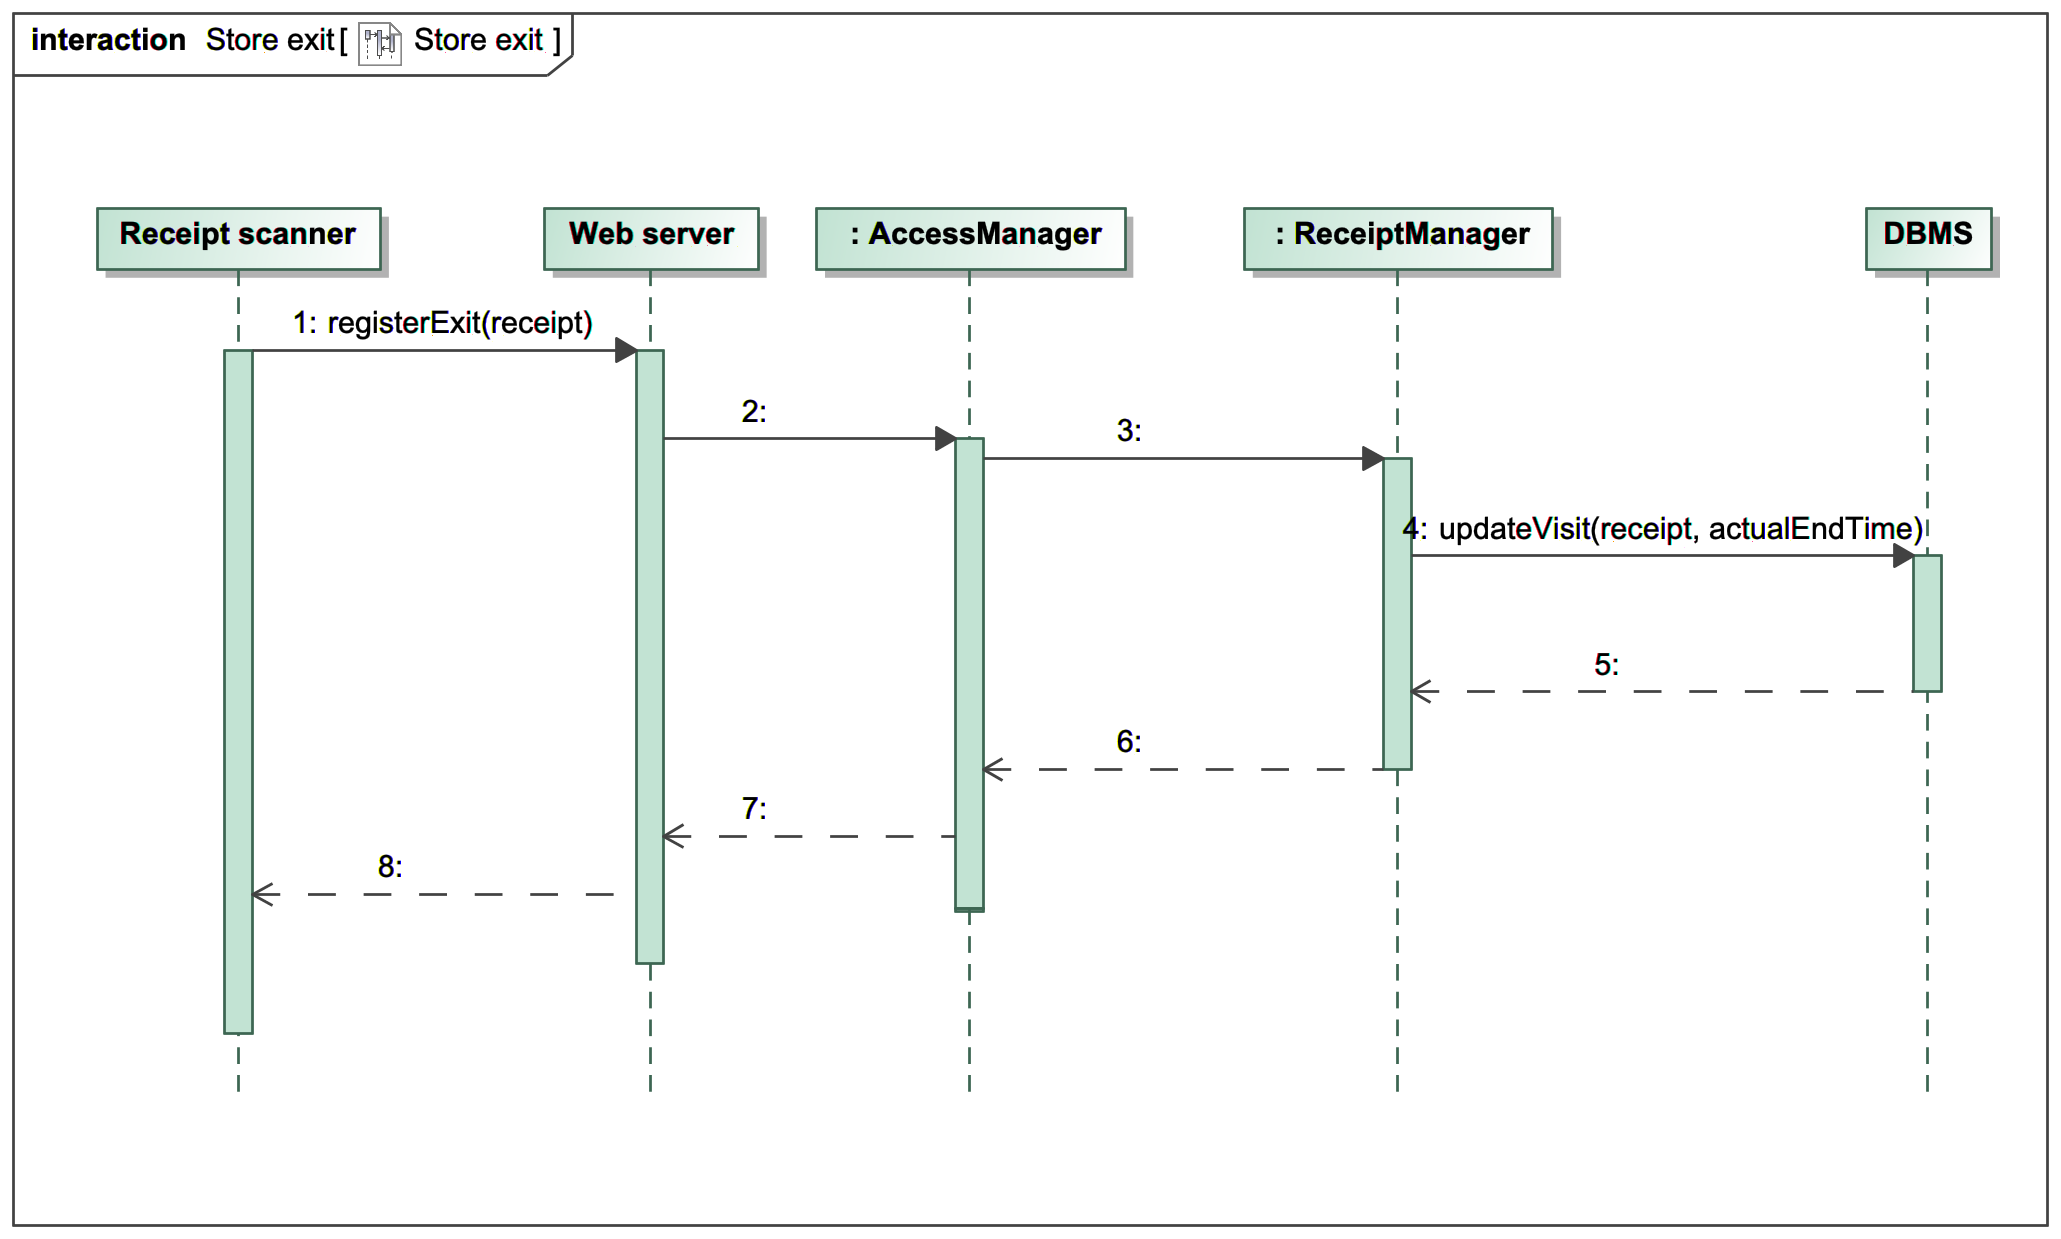 interaction Store exit[ Store exit ]
Receipt scanner
Web server
: AccessManager
: ReceiptManager
DBMS
1: registerExit(receipt)
2:
3:
4: updateVisit(receipt, actualEndTime)
5:
6:
7:
8: